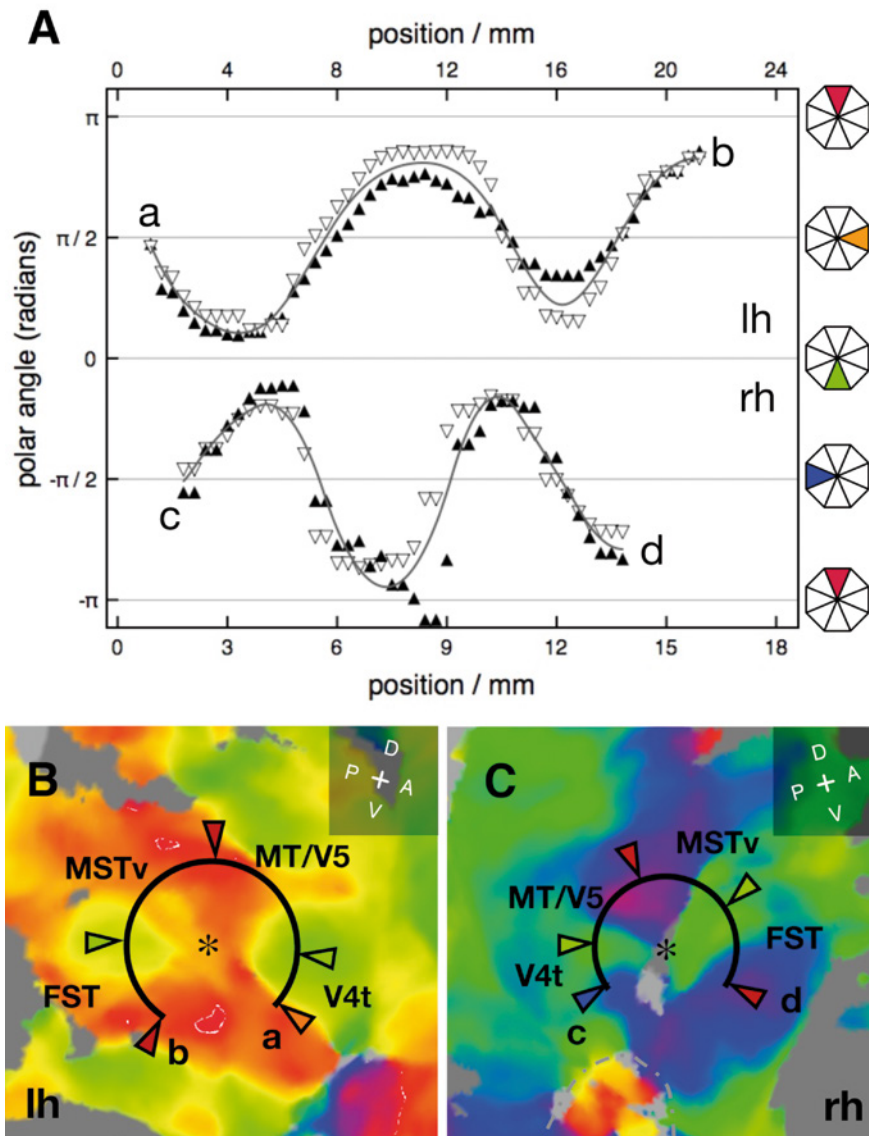 A
position / mm
0 4 8 12 16 20 24
π
b
a
π / 2
lh
polar angle (radians)
0
rh
-π / 2
c
d
-π
0 3 6 9 12 15 18
position / mm
B
D
P A
V
MSTv
MT/V5
*
FST
V4t
b
a
lh
C
D
P A
V
MSTv
MT/V5
FST
*
V4t
d
c
rh